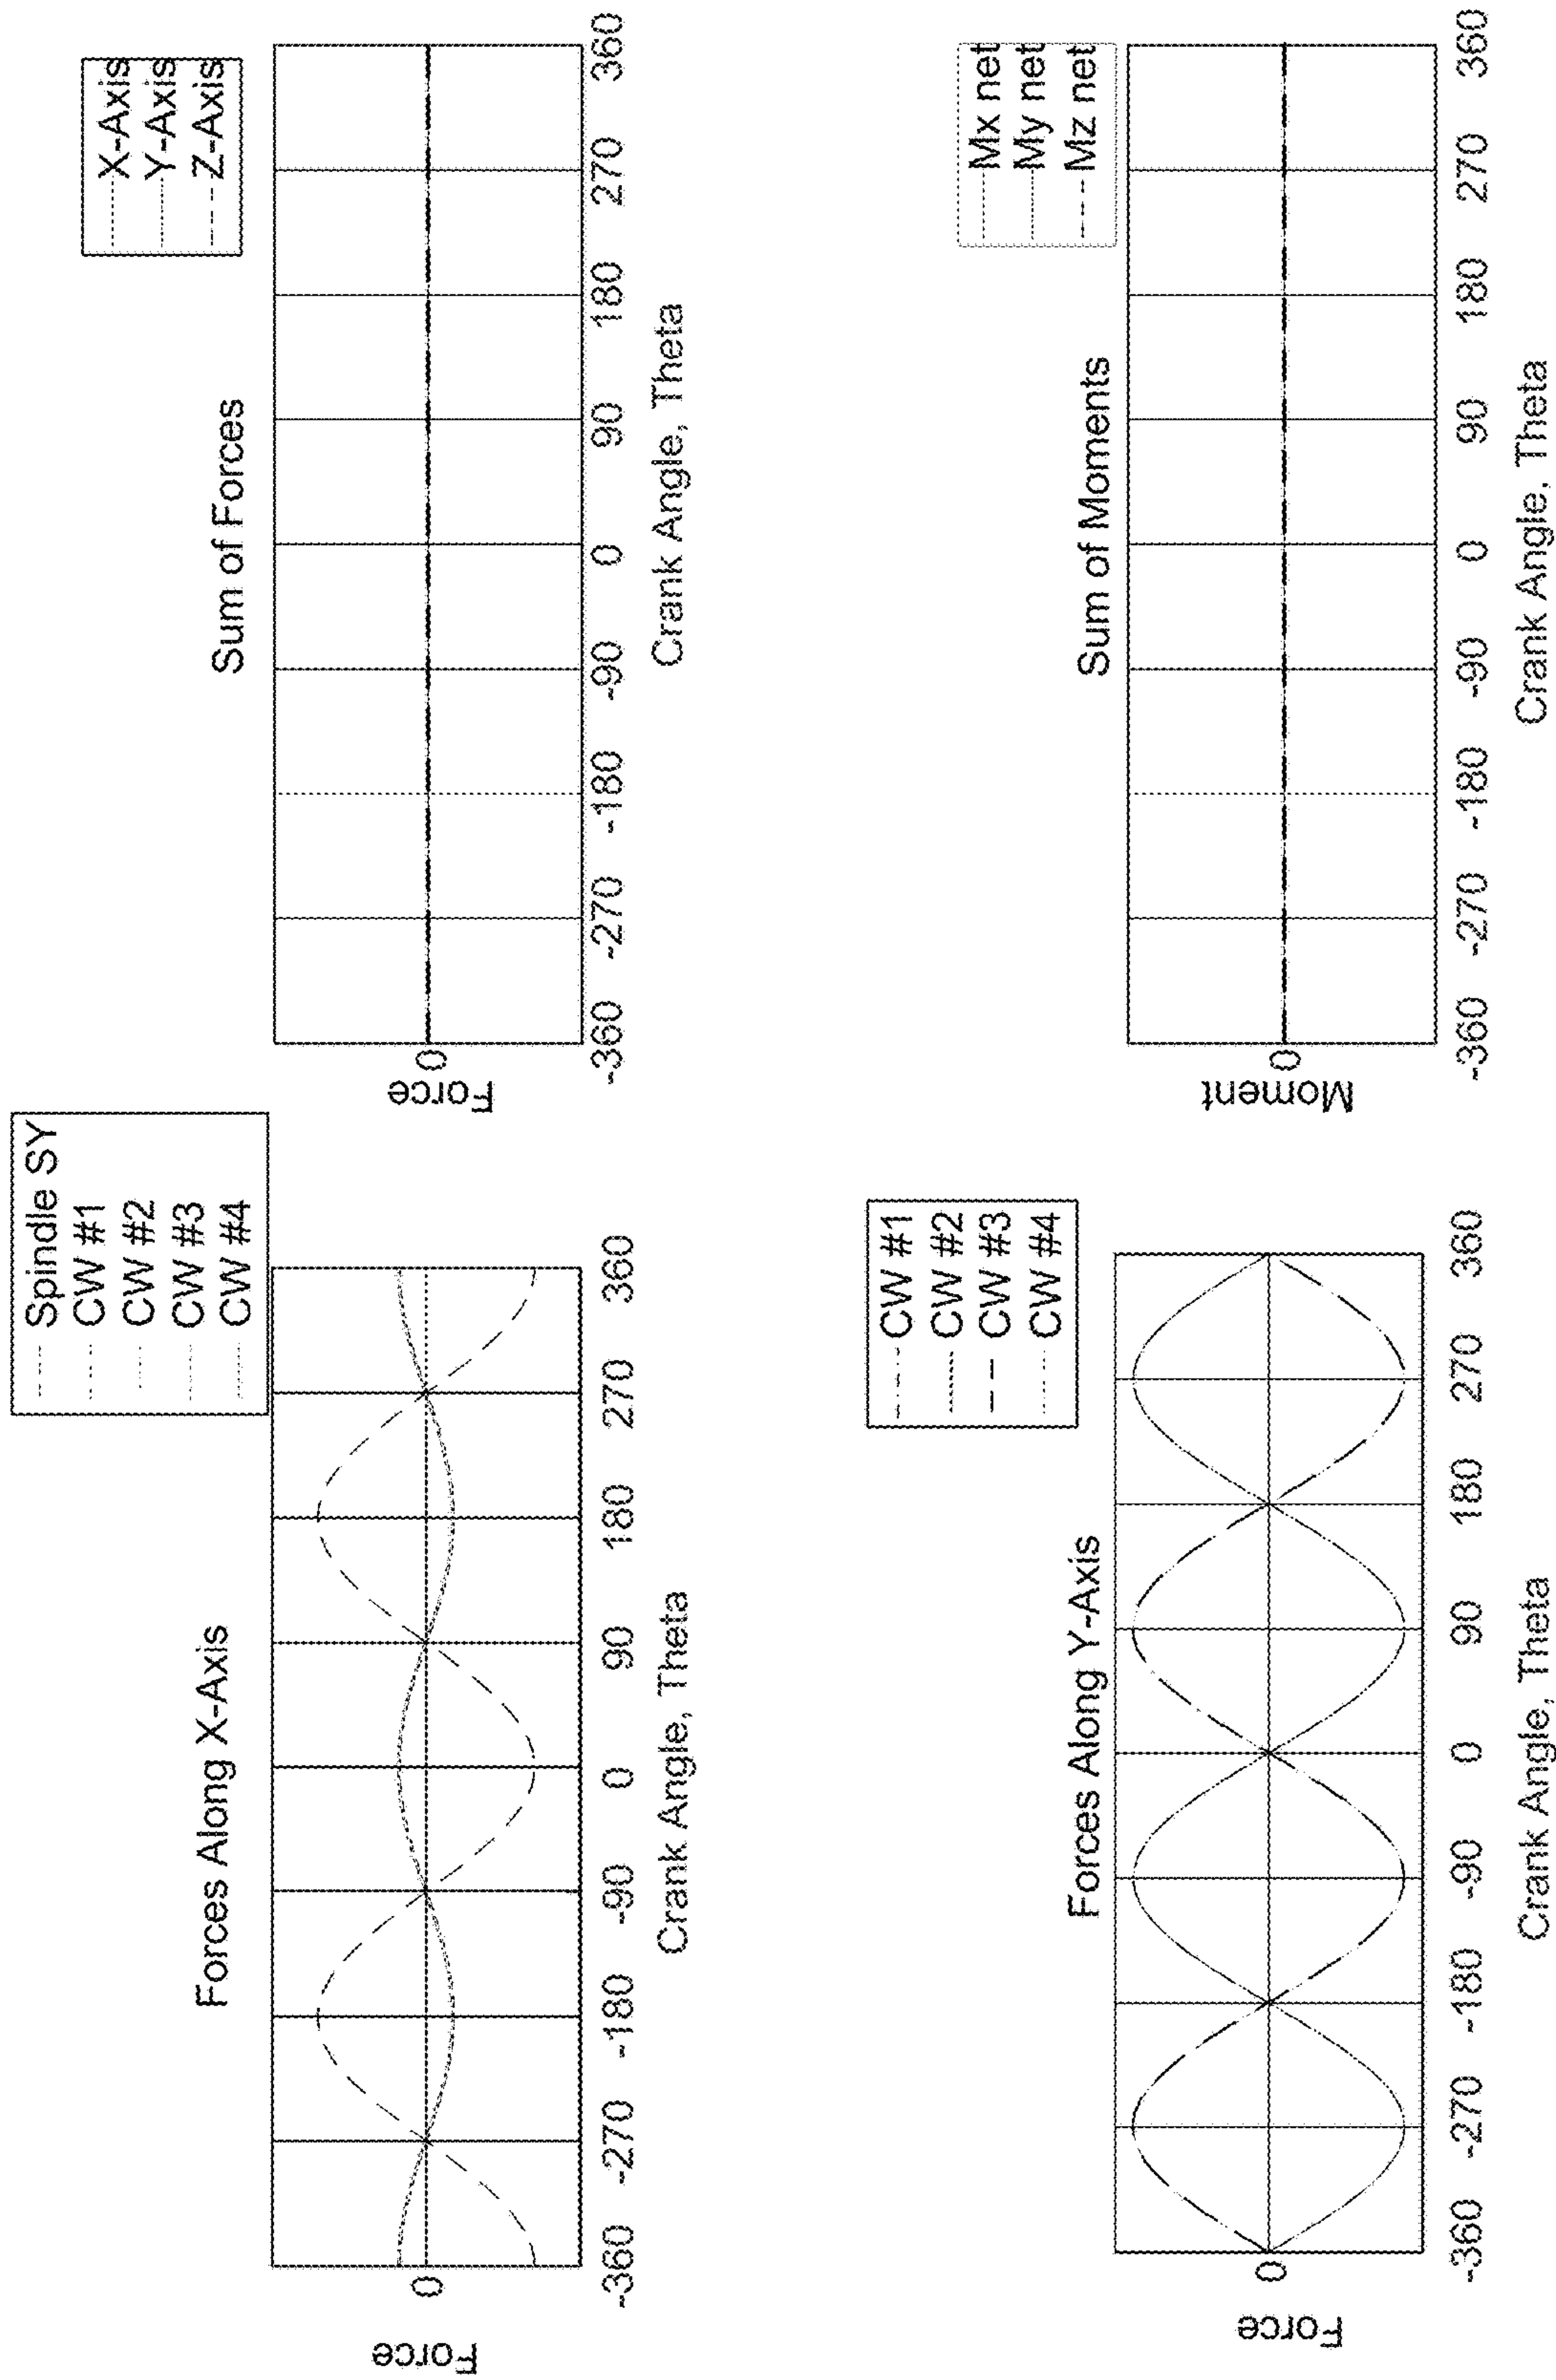 Forces Along X-Axis
Spindle SY
CW #1
CW #2
CW #3
CW #4
Force
0
-360 -270 -180 -90 0 90 180 270 360
Crank Angle, Theta
Sum of Forces
X-Axis
Y-Axis
Z-Axis
Force
0
-360 -270 -180 -90 0 90 180 270 360
Crank Angle, Theta
Forces Along Y-Axis
CW #1
CW #2
CW #3
CW #4
Force
0
-360 -270 -180 -90 0 90 180 270 360
Crank Angle, Theta
Sum of Moments
Mx net
My net
Mz net
Moment
0
-360 -270 -180 -90 0 90 180 270 360
Crank Angle, Theta